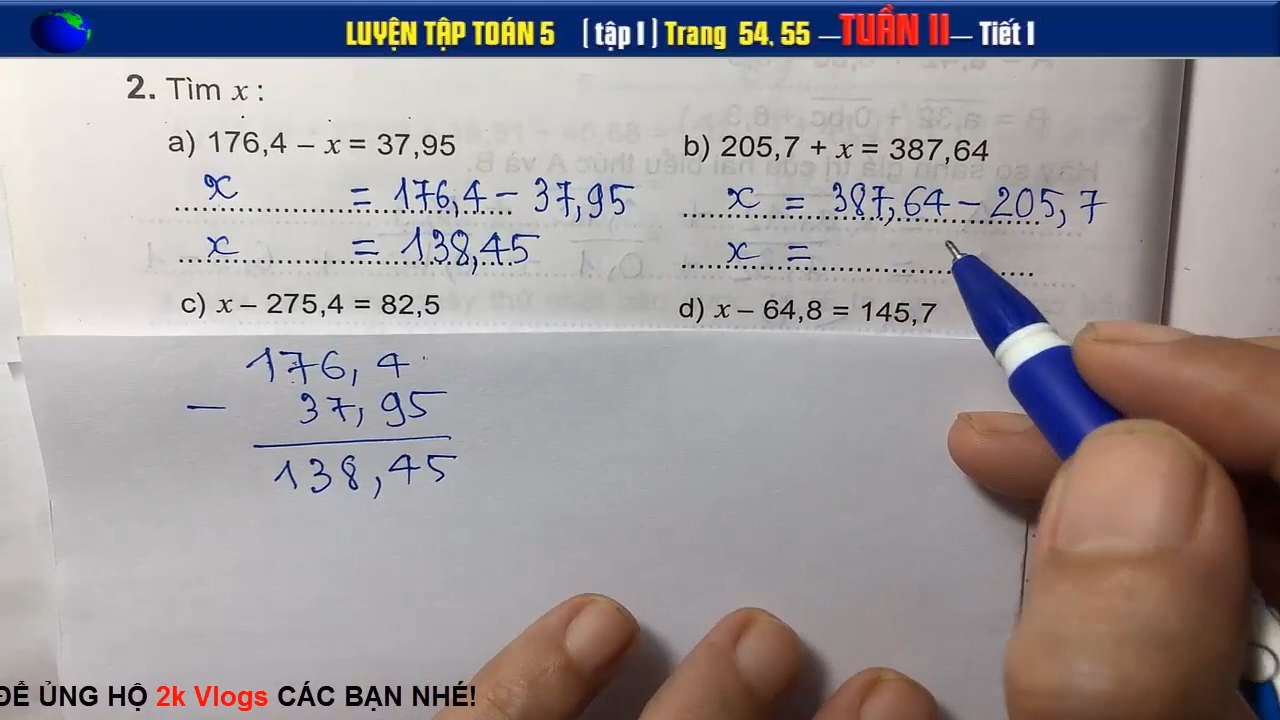 LUYỆN TẬP TOÁN 5 ( tập I ) Trang 54, 55 —TUẦN II— Tiết I
2. Tìm x :
a) 176,4 – x = 37,95
x = 176,4 – 37,95
x = 138,45
b) 205,7 + x = 387,64
x = 387,64 – 205,7
x =
c) x – 275,4 = 82,5
d) x – 64,8 = 145,7
176,4
– 37,95
138,45
ĐỂ ỦNG HỘ 2k Vlogs CÁC BẠN NHÉ!